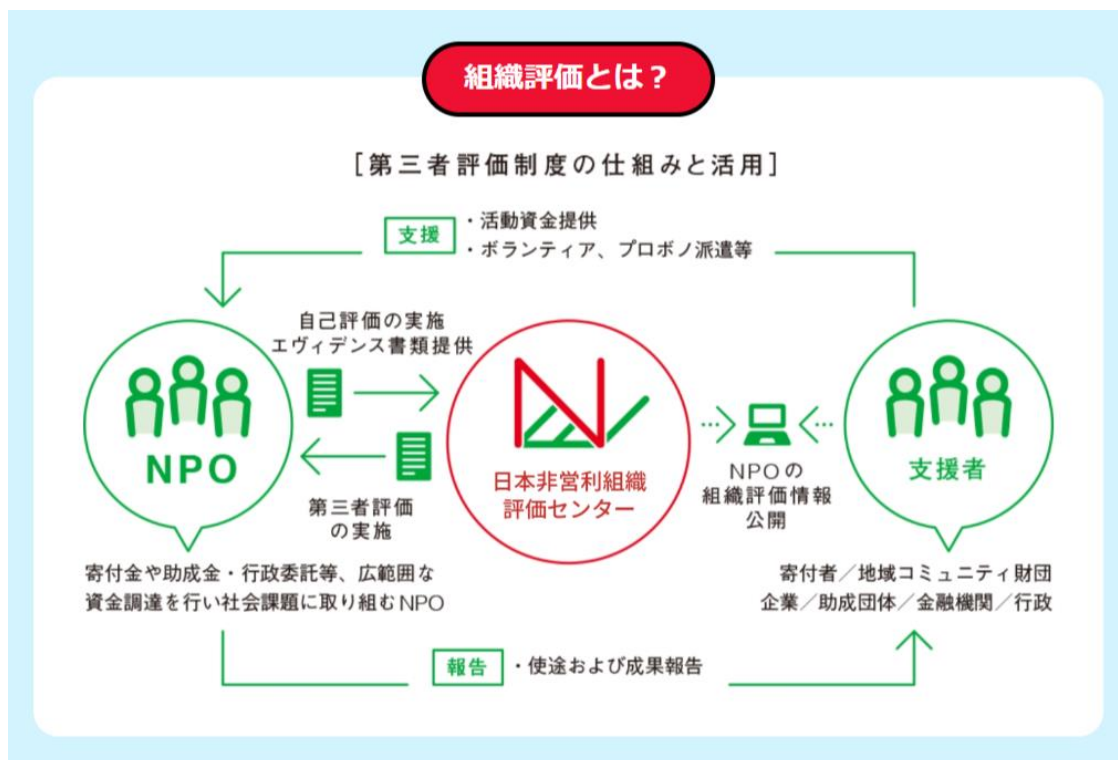 組織評価とは？
［第三者評価制度の仕組みと活用］
支援
・活動資金提供
・ボランティア、プロボノ派遣等
自己評価の実施
エヴィデンス書類提供
NPO
第三者評価
の実施
日本非営利組織
評価センター
NPOの
組織評価情報
公開
支援者
寄付金や助成金・行政委託等、広範囲な
資金調達を行い社会課題に取り組むNPO
寄付者／地域コミュニティ財団
企業／助成団体／金融機関／行政
報告
・使途および成果報告